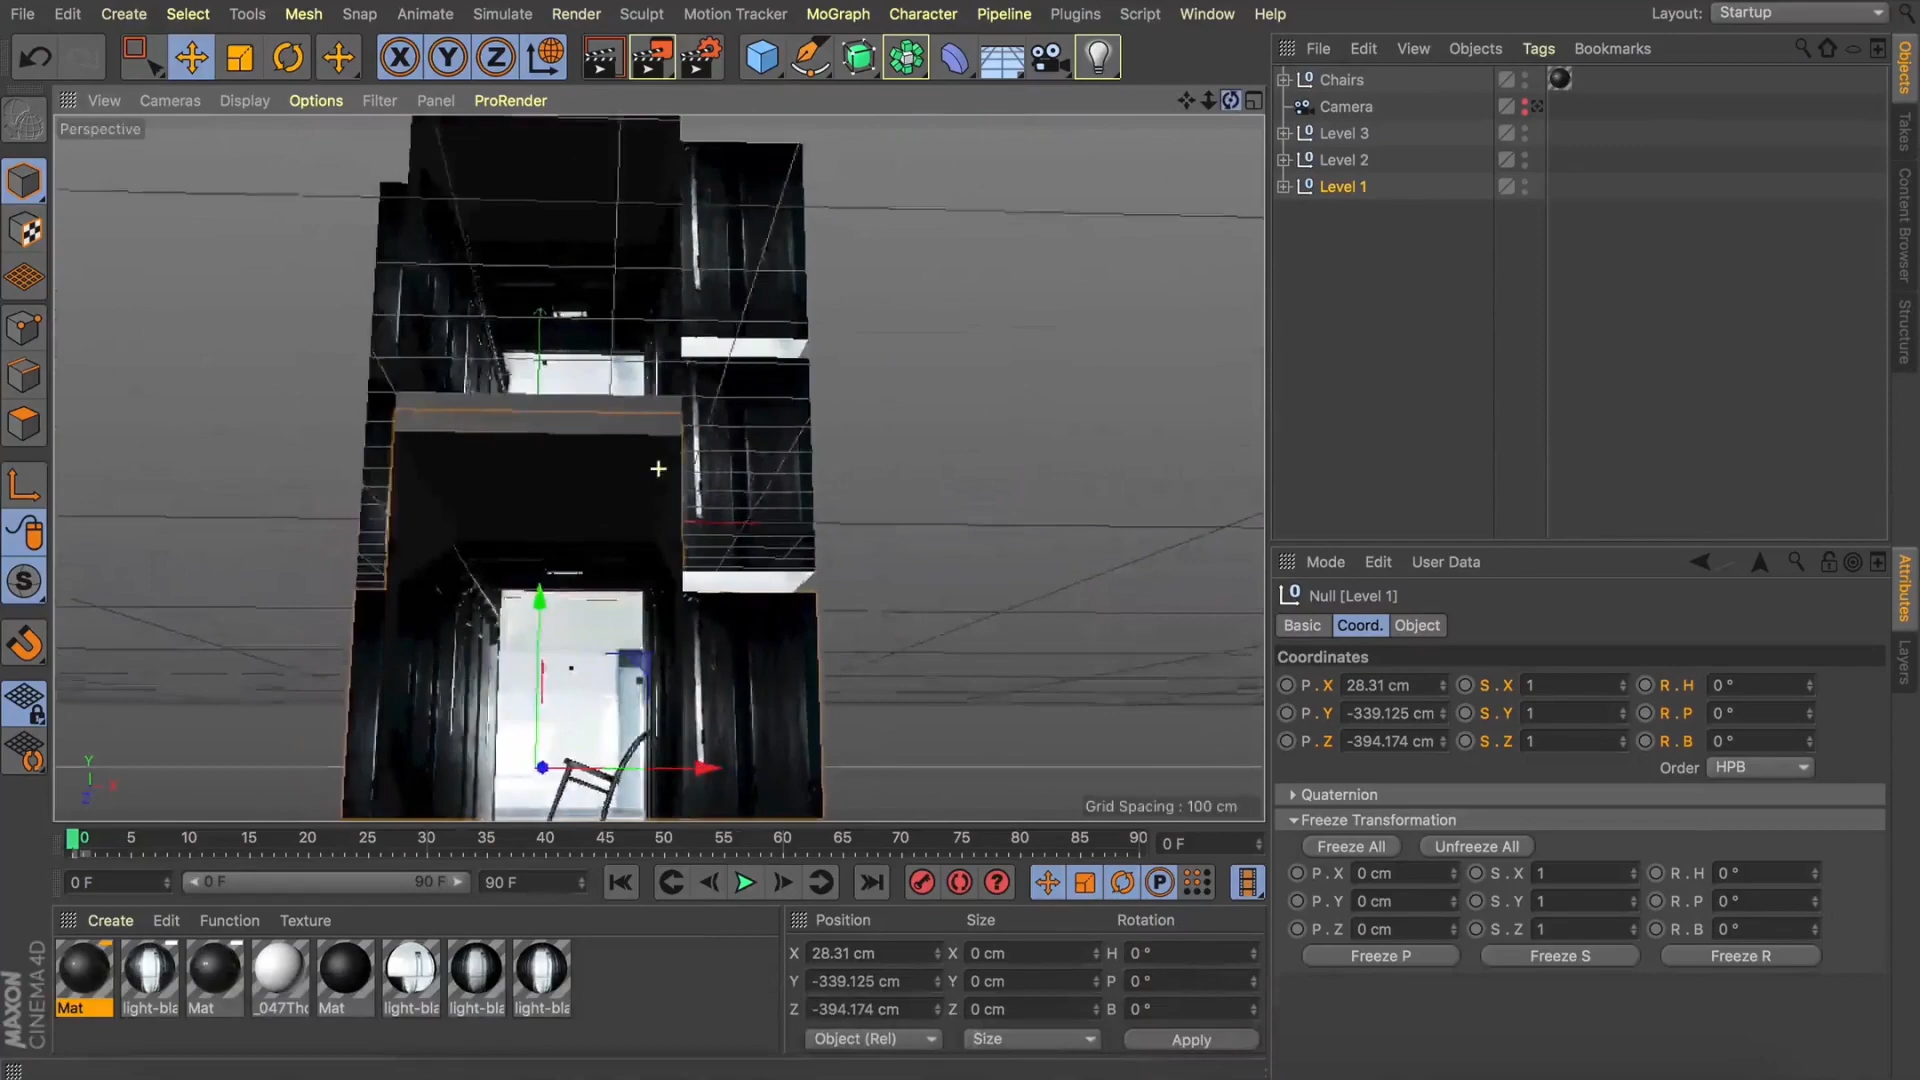 File Edit Create Select Tools Mesh Snap Animate Simulate Render Sculpt Motion Tracker MoGraph Character Pipeline Plugins Script Window Help Layout: Startup
X Y Z
File Edit View Objects Tags Bookmarks
View Cameras Display Options Filter Panel ProRender
Perspective
Chairs
Camera
Level 3
Level 2
Level 1
Objects
Takes
Content Browser
Structure
Mode Edit User Data
Null [Level 1]
Basic Coord. Object
Coordinates
P . X 28.31 cm S . X 1 R . H 0 °
P . Y -339.125 cm S . Y 1 R . P 0 °
P . Z -394.174 cm S . Z 1 R . B 0 °
Order HPB
Quaternion
Freeze Transformation
Freeze All Unfreeze All
P . X 0 cm S . X 1 R . H 0 °
P . Y 0 cm S . Y 1 R . P 0 °
P . Z 0 cm S . Z 1 R . B 0 °
Freeze P Freeze S Freeze R
Attributes
Layers
Y
X
Z
Grid Spacing : 100 cm
0 5 10 15 20 25 30 35 40 45 50 55 60 65 70 75 80 85 90 0 F
0 F 0 F 90 F 90 F
Create Edit Function Texture
Mat light-bla Mat _047Tho Mat light-bla light-bla light-bla
Position Size Rotation
X 28.31 cm X 0 cm H 0 °
Y -339.125 cm Y 0 cm P 0 °
Z -394.174 cm Z 0 cm B 0 °
Object (Rel) Size Apply
MAXON
CINEMA 4D